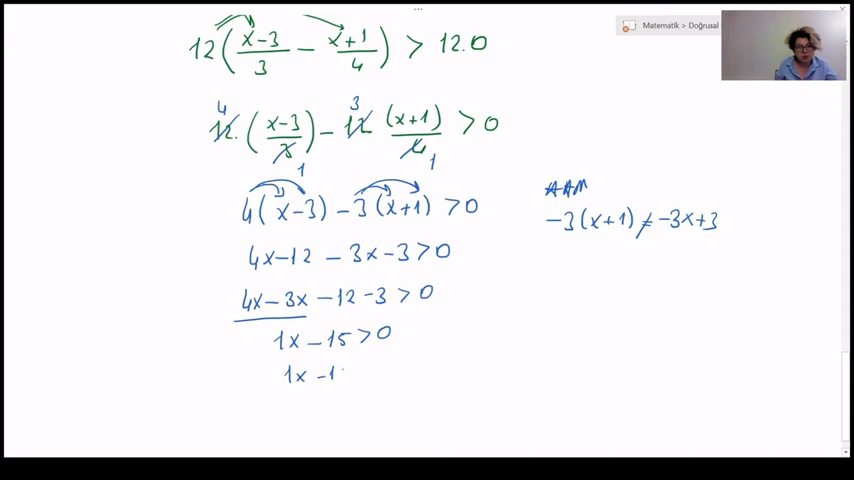 Matematik > Doğrusal
12(x-3/3 - x+1/4) > 12.0
4 3
12.(x-3/3) - 12 (x+1)/4 > 0
1 1
4(x-3) -3(x+1) >0
-3(x+1) ≠ -3x+3
4x-12 - 3x-3>0
4x-3x -12-3 > 0
1x -15 >0
1x -1